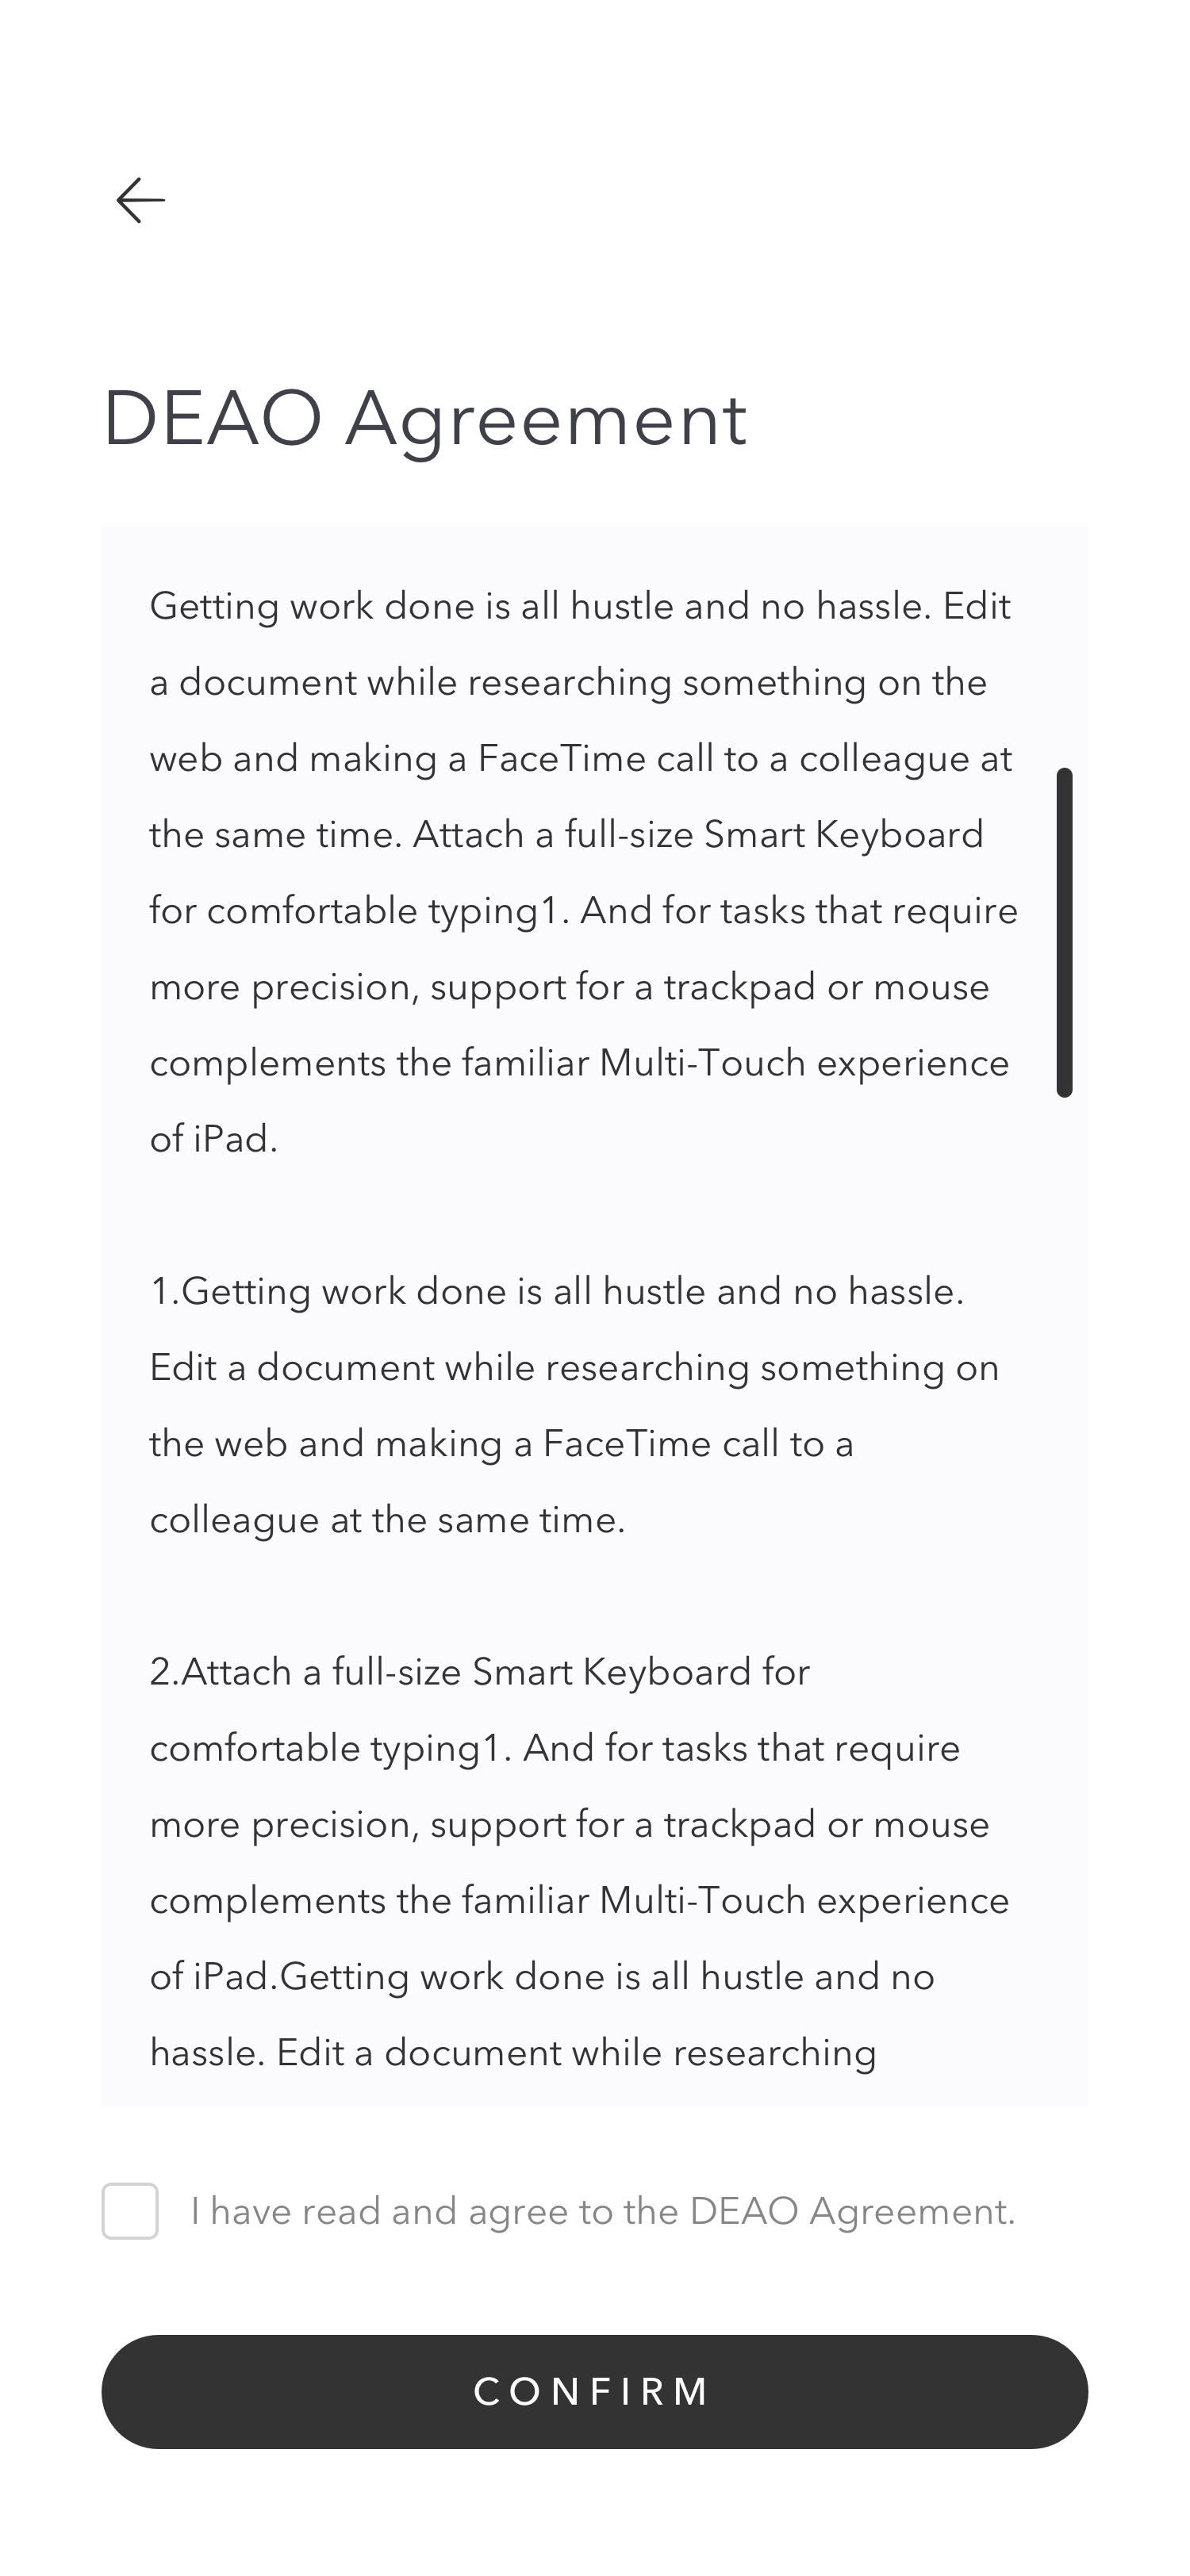 DEAO Agreement
Getting work done is all hustle and no hassle. Edit
a document while researching something on the
web and making a FaceTime call to a colleague at
the same time. Attach a full-size Smart Keyboard
for comfortable typing1. And for tasks that require
more precision, support for a trackpad or mouse
complements the familiar Multi-Touch experience
of iPad.
1.Getting work done is all hustle and no hassle.
Edit a document while researching something on
the web and making a FaceTime call to a
colleague at the same time.
2.Attach a full-size Smart Keyboard for
comfortable typing1. And for tasks that require
more precision, support for a trackpad or mouse
complements the familiar Multi-Touch experience
of iPad.Getting work done is all hustle and no
hassle. Edit a document while researching
I have read and agree to the DEAO Agreement.
CONFIRM